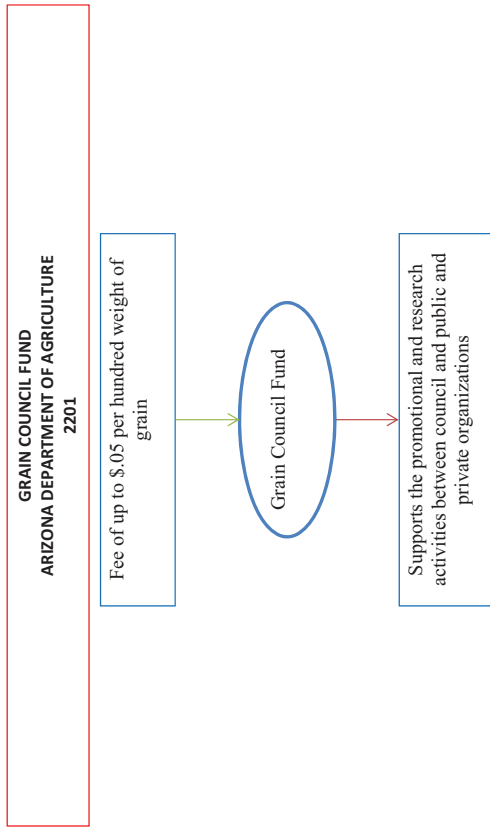 GRAIN COUNCIL FUND
ARIZONA DEPARTMENT OF AGRICULTURE
2201
Fee of up to $.05 per hundred weight of
grain
Grain Council Fund
Supports the promotional and research
activities between council and public and
private organizations